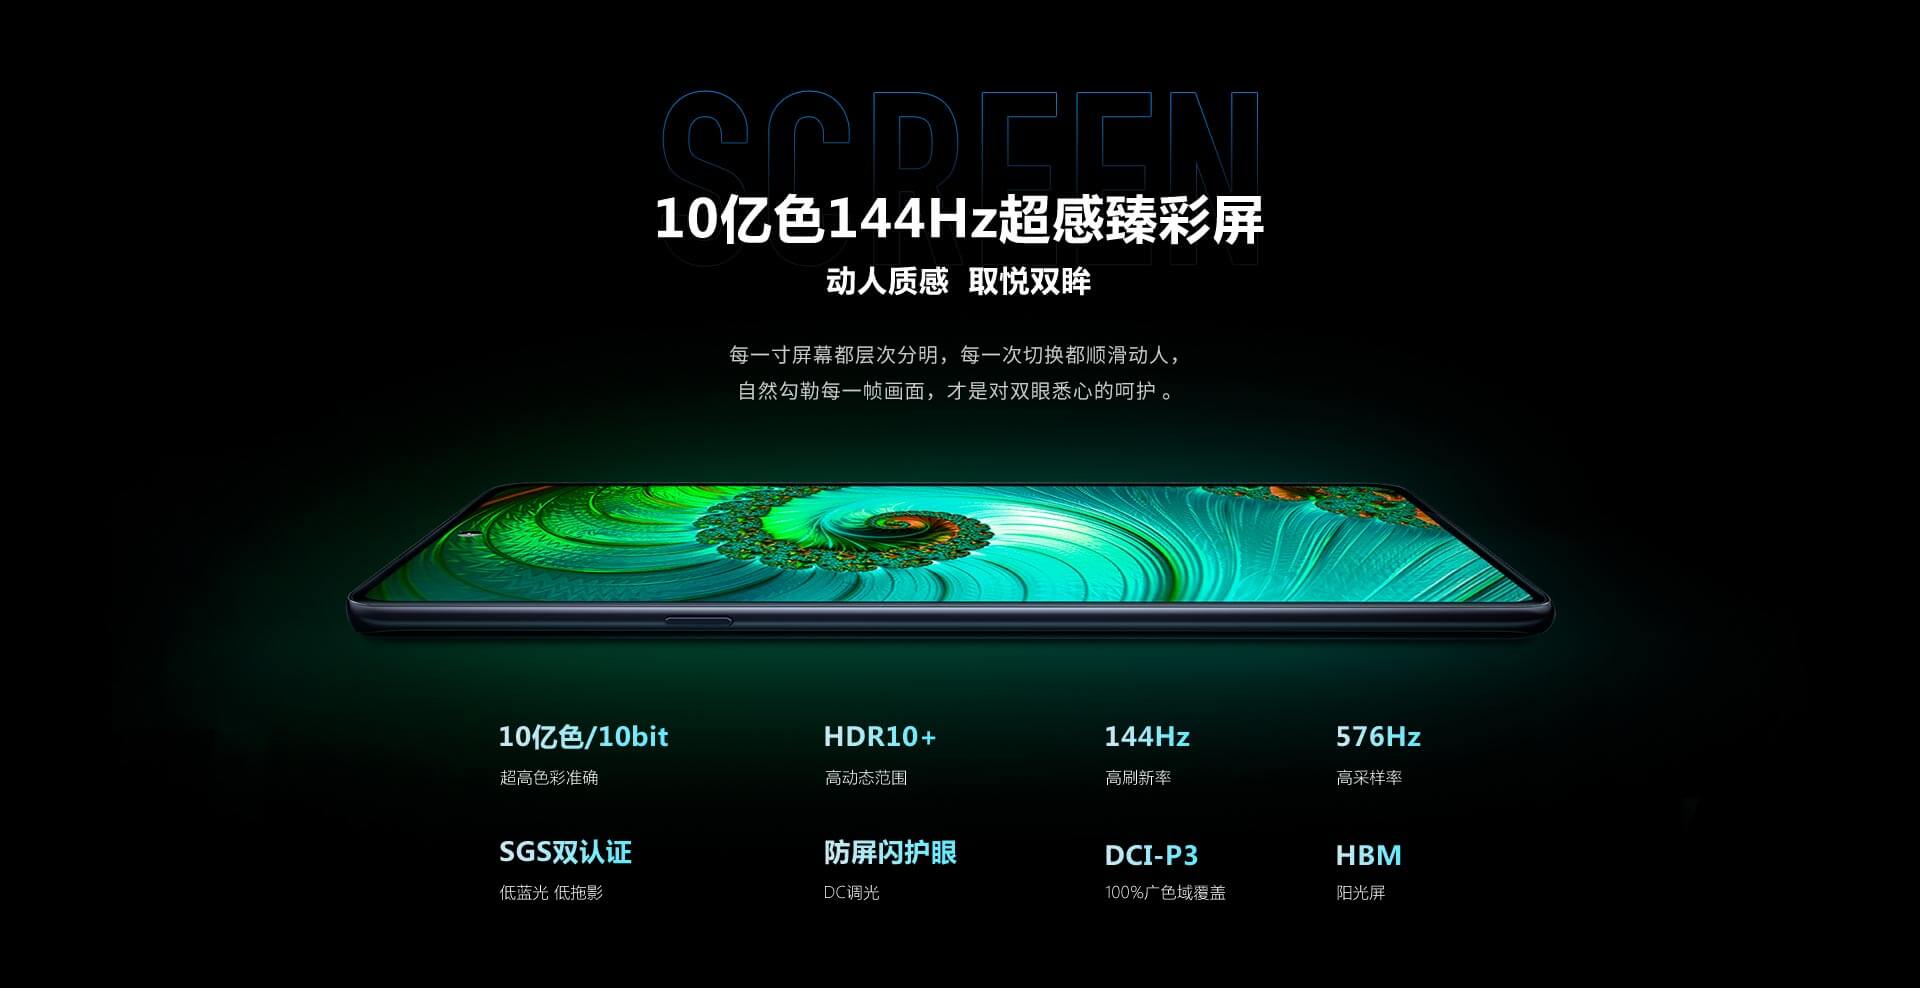 SCREEN
10亿色144Hz超感臻彩屏
动人质感 取悦双眸
每一寸屏幕都层次分明，每一次切换都顺滑动人，
自然勾勒每一帧画面，才是对双眼悉心的呵护 。
10亿色/10bit
超高色彩准确
HDR10+
高动态范围
144Hz
高刷新率
576Hz
高采样率
SGS双认证
低蓝光 低拖影
防屏闪护眼
DC调光
DCI-P3
100%广色域覆盖
HBM
阳光屏